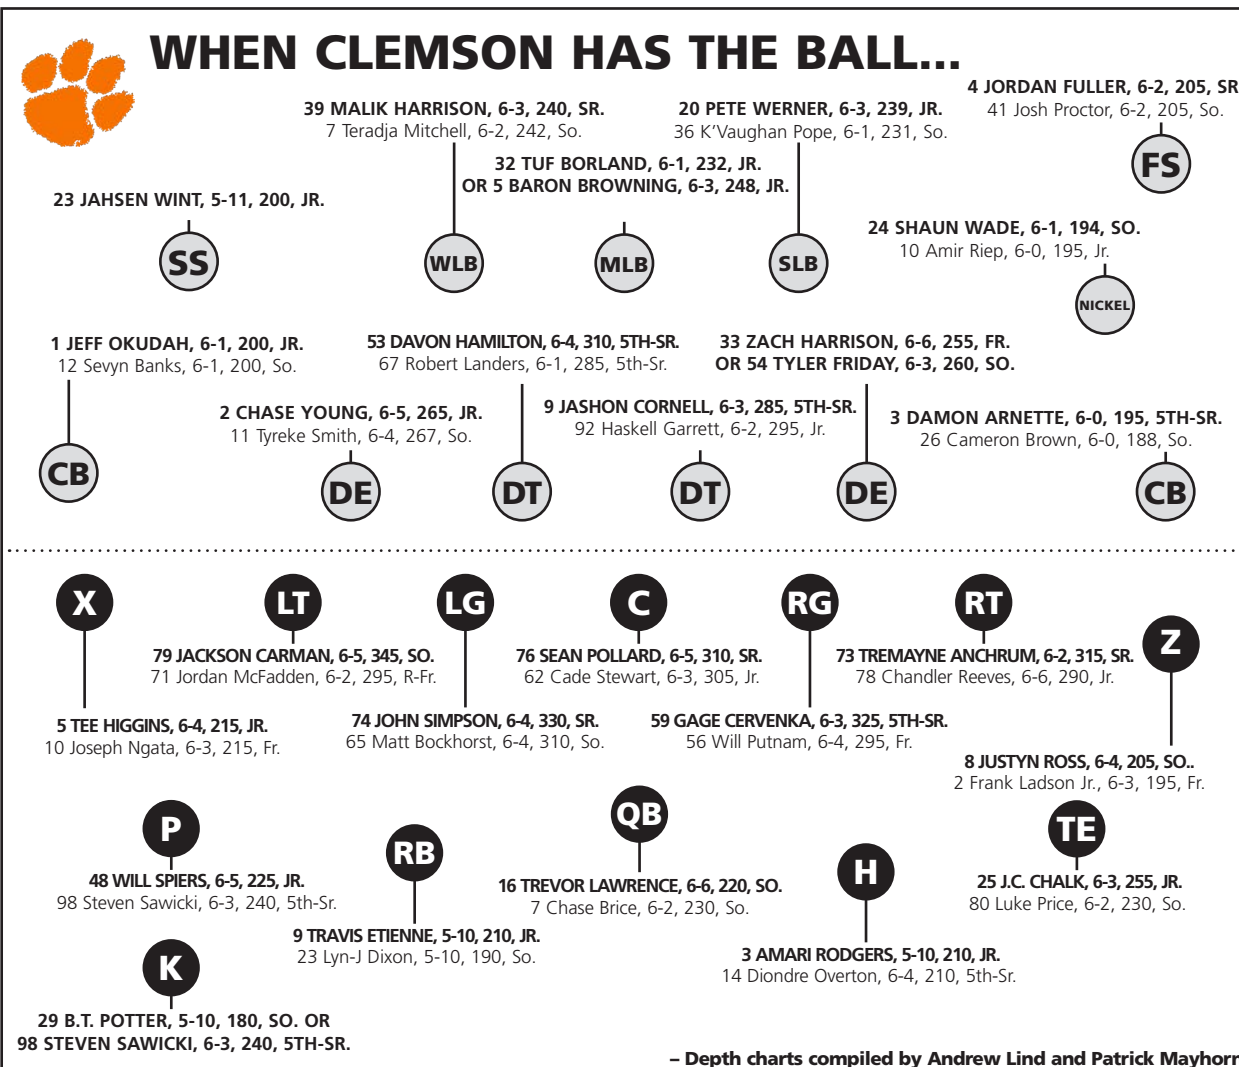 WHEN CLEMSON HAS THE BALL...
4 JORDAN FULLER, 6-2, 205, SR
41 Josh Proctor, 6-2, 205, So.
FS
39 MALIK HARRISON, 6-3, 240, SR.
7 Teradja Mitchell, 6-2, 242, So.
20 PETE WERNER, 6-3, 239, JR.
36 K'Vaughan Pope, 6-1, 231, So.
32 TUF BORLAND, 6-1, 232, JR.
OR 5 BARON BROWNING, 6-3, 248, JR.
23 JAHSEN WINT, 5-11, 200, JR.
24 SHAUN WADE, 6-1, 194, SO.
10 Amir Riep, 6-0, 195, Jr.
SS
WLB
MLB
SLB
NICKEL
1 JEFF OKUDAH, 6-1, 200, JR.
12 Sevyn Banks, 6-1, 200, So.
53 DAVON HAMILTON, 6-4, 310, 5TH-SR.
67 Robert Landers, 6-1, 285, 5th-Sr.
33 ZACH HARRISON, 6-6, 255, FR.
OR 54 TYLER FRIDAY, 6-3, 260, SO.
2 CHASE YOUNG, 6-5, 265, JR.
11 Tyreke Smith, 6-4, 267, So.
9 JASHON CORNELL, 6-3, 285, 5TH-SR.
92 Haskell Garrett, 6-2, 295, Jr.
3 DAMON ARNETTE, 6-0, 195, 5TH-SR.
26 Cameron Brown, 6-0, 188, So.
CB
DE
DT
DT
DE
CB
X
LT
LG
C
RG
RT
Z
79 JACKSON CARMAN, 6-5, 345, SO.
71 Jordan McFadden, 6-2, 295, R-Fr.
76 SEAN POLLARD, 6-5, 310, SR.
62 Cade Stewart, 6-3, 305, Jr.
73 TREMAYNE ANCHRUM, 6-2, 315, SR.
78 Chandler Reeves, 6-6, 290, Jr.
5 TEE HIGGINS, 6-4, 215, JR.
10 Joseph Ngata, 6-3, 215, Fr.
74 JOHN SIMPSON, 6-4, 330, SR.
65 Matt Bockhorst, 6-4, 310, So.
59 GAGE CERVENKA, 6-3, 325, 5TH-SR.
56 Will Putnam, 6-4, 295, Fr.
8 JUSTYN ROSS, 6-4, 205, SO..
2 Frank Ladson Jr., 6-3, 195, Fr.
P
RB
QB
H
TE
48 WILL SPIERS, 6-5, 225, JR.
98 Steven Sawicki, 6-3, 240, 5th-Sr.
16 TREVOR LAWRENCE, 6-6, 220, SO.
7 Chase Brice, 6-2, 230, So.
25 J.C. CHALK, 6-3, 255, JR.
80 Luke Price, 6-2, 230, So.
9 TRAVIS ETIENNE, 5-10, 210, JR.
23 Lyn-J Dixon, 5-10, 190, So.
3 AMARI RODGERS, 5-10, 210, JR.
14 Diondre Overton, 6-4, 210, 5th-Sr.
K
29 B.T. POTTER, 5-10, 180, SO. OR
98 STEVEN SAWICKI, 6-3, 240, 5TH-SR.
– Depth charts compiled by Andrew Lind and Patrick Mayhorn